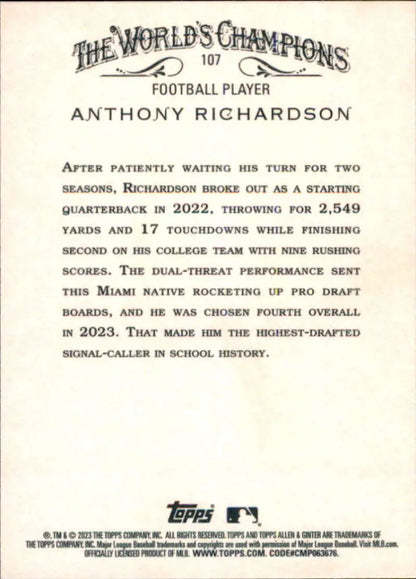 THE WORLD'S CHAMPIONS
107
FOOTBALL PLAYER
ANTHONY RICHARDSON
AFTER PATIENTLY WAITING HIS TURN FOR TWO
SEASONS, RICHARDSON BROKE OUT AS A STARTING
QUARTERBACK IN 2022, THROWING FOR 2,549
YARDS AND 17 TOUCHDOWNS WHILE FINISHING
SECOND ON HIS COLLEGE TEAM WITH NINE RUSHING
SCORES. THE DUAL-THREAT PERFORMANCE SENT
THIS MIAMI NATIVE ROCKETING UP PRO DRAFT
BOARDS, AND HE WAS CHOSEN FOURTH OVERALL
IN 2023. THAT MADE HIM THE HIGHEST-DRAFTED
SIGNAL-CALLER IN SCHOOL HISTORY.
topps
®, TM & © 2023 THE TOPPS COMPANY, INC. ALL RIGHTS RESERVED. TOPPS AND TOPPS ALLEN & GINTER ARE TRADEMARKS OF
THE TOPPS COMPANY, INC. Major League Baseball trademarks and copyrights are used with permission of Major League Baseball. Visit MLB.com.
OFFICIALLY LICENSED PRODUCT OF MLB. WWW.TOPPS.COM. CODE#CMP063676.